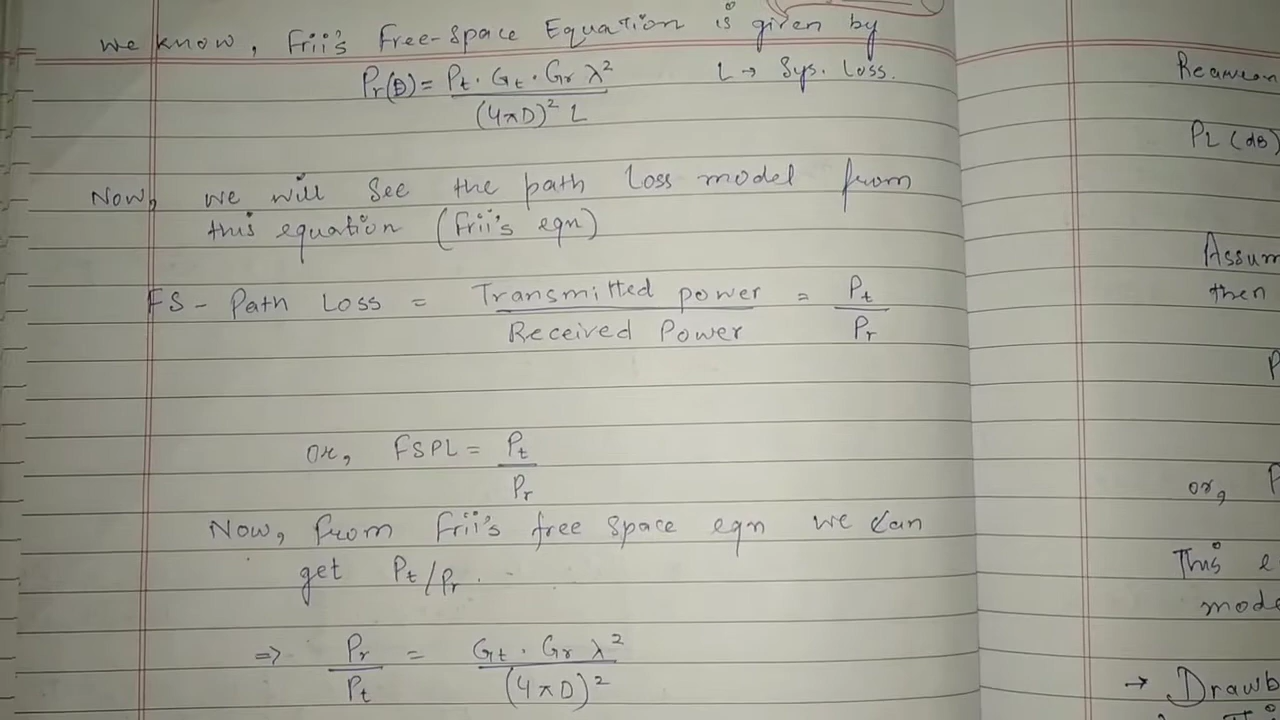 We know, Frii's Free-Space Equation is given by
Pr(D) = Pt . Gt . Gr λ² / (4πD)² L    L → Sys. Loss.
Now, we will See the path Loss model from
this equation (Frii's eqn)
FS - Path Loss = Transmitted power / Received Power = Pt / Pr
or, FSPL = Pt / Pr
Now, from Frii's free space eqn we can
get Pt/Pr.
⇒ Pr / Pt = Gt . Gr λ² / (4πD)²
PL (dB)
Assum
then
P
or, P
This e
mode
→ Drawb